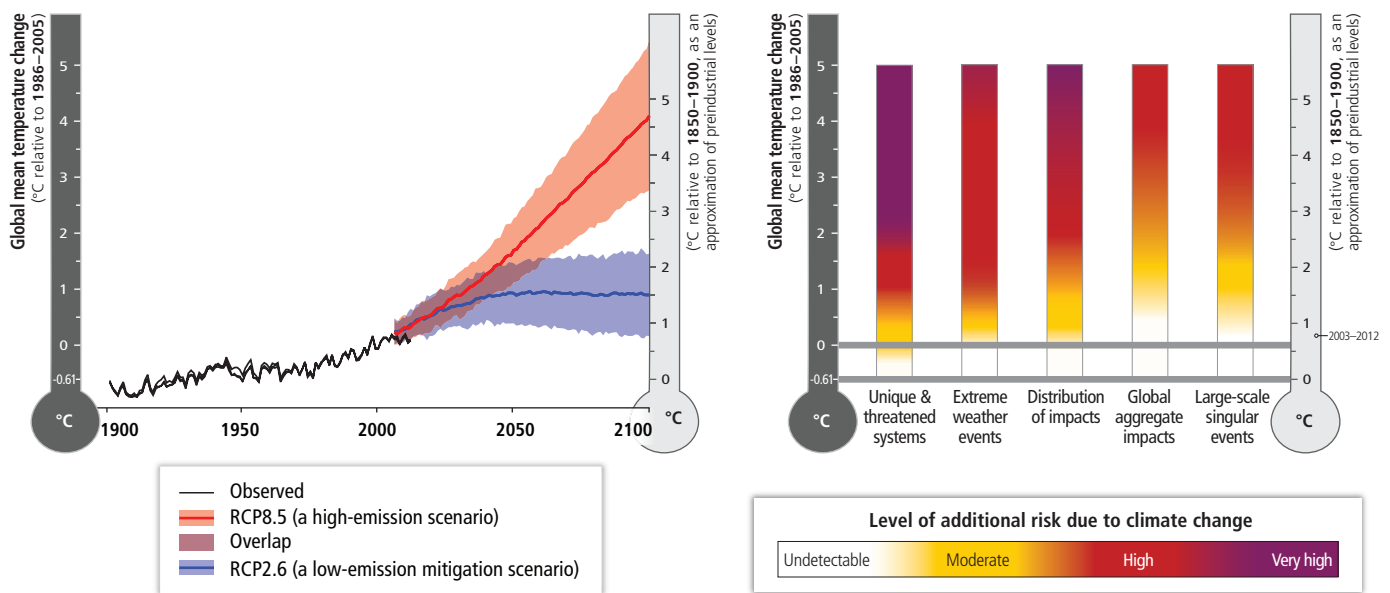 Global mean temperature change
(°C relative to 1986–2005)
5
4
3
2
1
0
-0.61
°C
1900
1950
2000
2050
2100
5
4
3
2
1
0
°C
(°C relative to 1850–1900, as an
approximation of preindustrial levels)
Observed
RCP8.5 (a high-emission scenario)
Overlap
RCP2.6 (a low-emission mitigation scenario)
Global mean temperature change
(°C relative to 1986–2005)
5
4
3
2
1
0
-0.61
°C
Unique &
threatened
systems
Extreme
weather
events
Distribution
of impacts
Global
aggregate
impacts
Large-scale
singular
events
5
4
3
2
1
0
°C
2003–2012
(°C relative to 1850–1900, as an
approximation of preindustrial levels)
Level of additional risk due to climate change
Undetectable Moderate High Very high